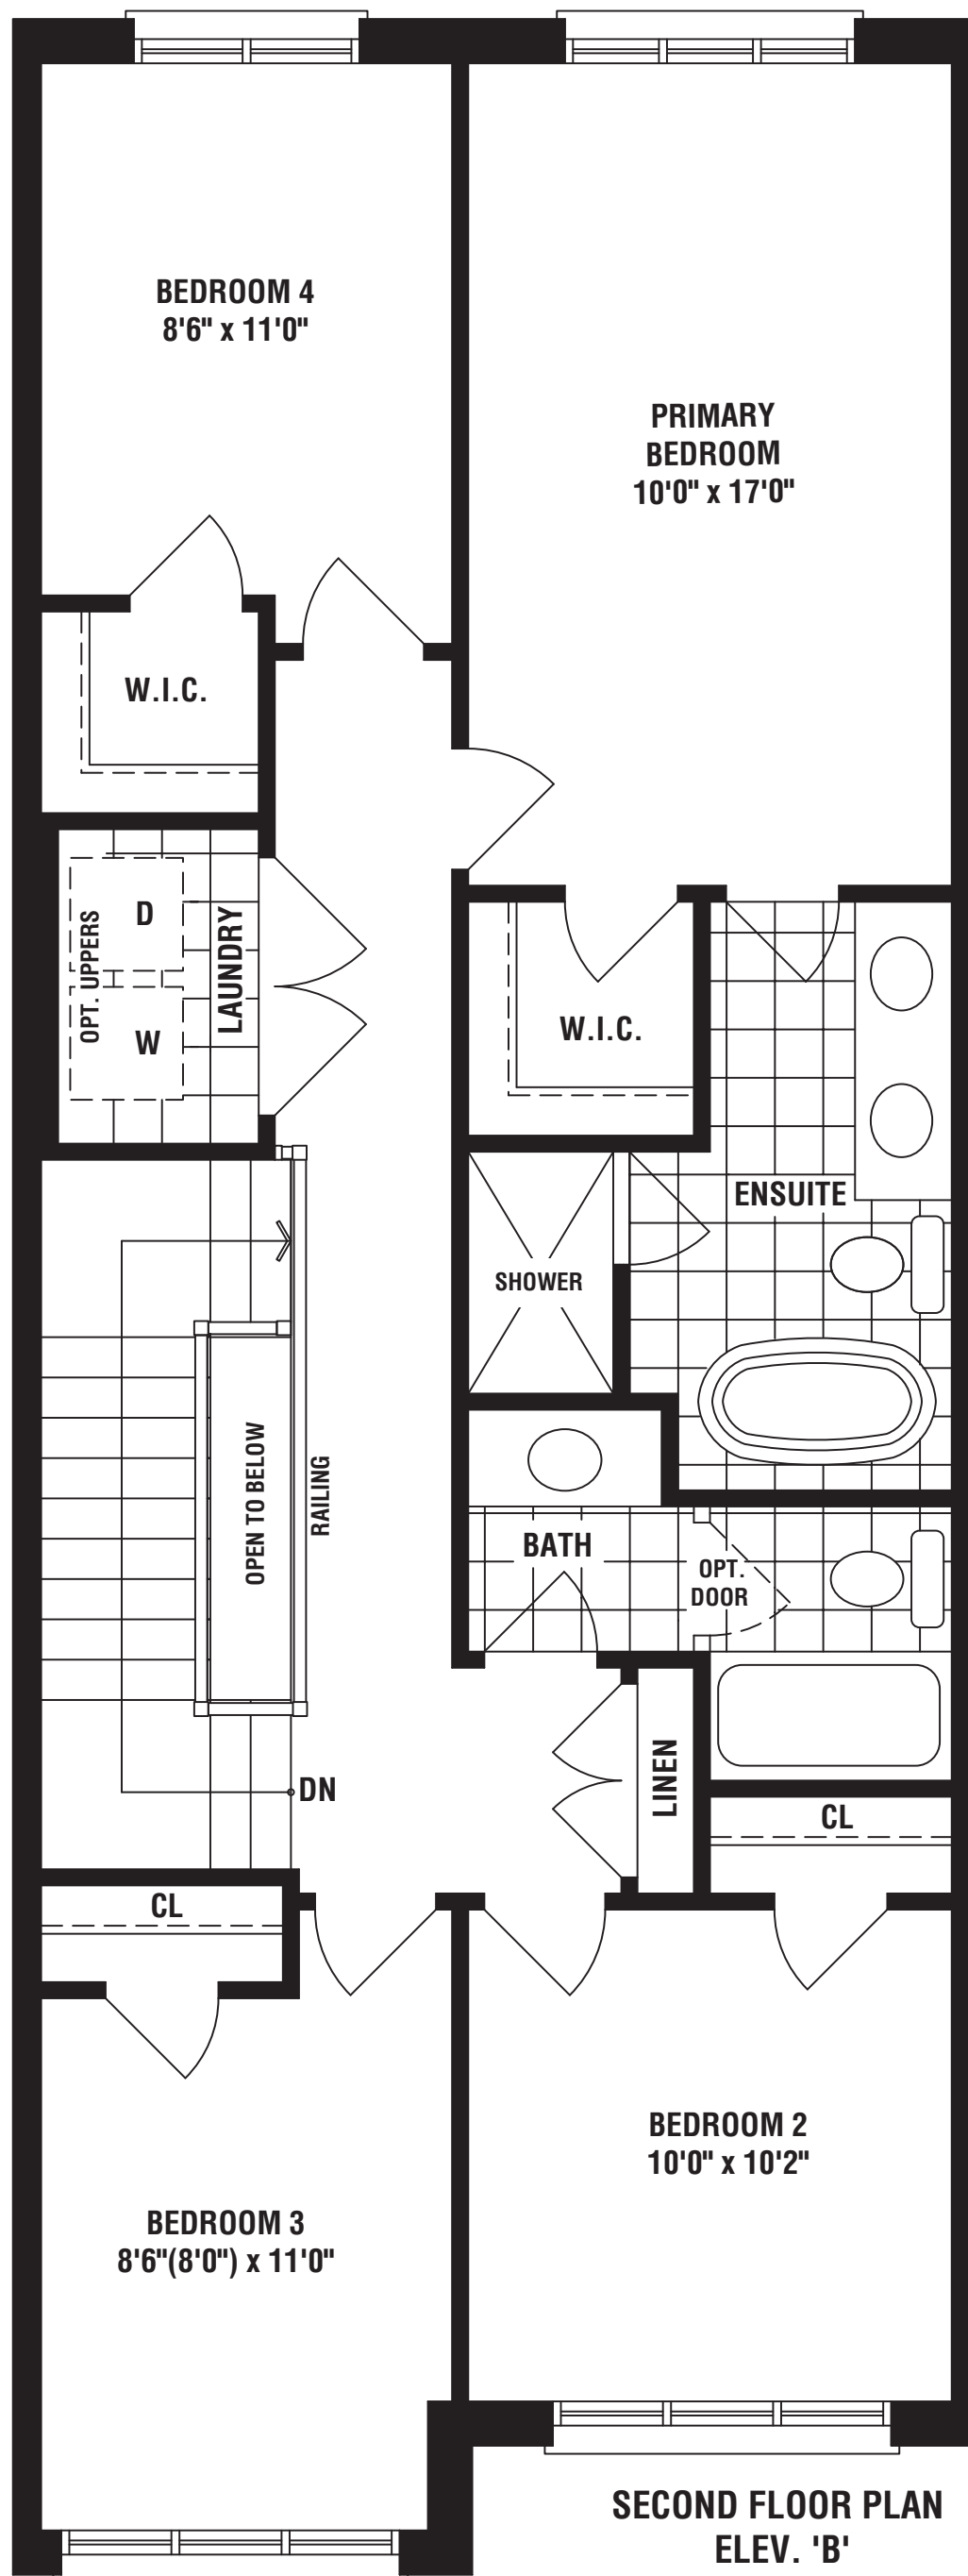 BEDROOM 4
8'6" x 11'0"
PRIMARY
BEDROOM
10'0" x 17'0"
W.I.C.
OPT. UPPERS
D
W
LAUNDRY
W.I.C.
ENSUITE
SHOWER
OPEN TO BELOW
RAILING
BATH
OPT.
DOOR
LINEN
DN
CL
CL
BEDROOM 2
10'0" x 10'2"
BEDROOM 3
8'6"(8'0") x 11'0"
SECOND FLOOR PLAN
ELEV. 'B'